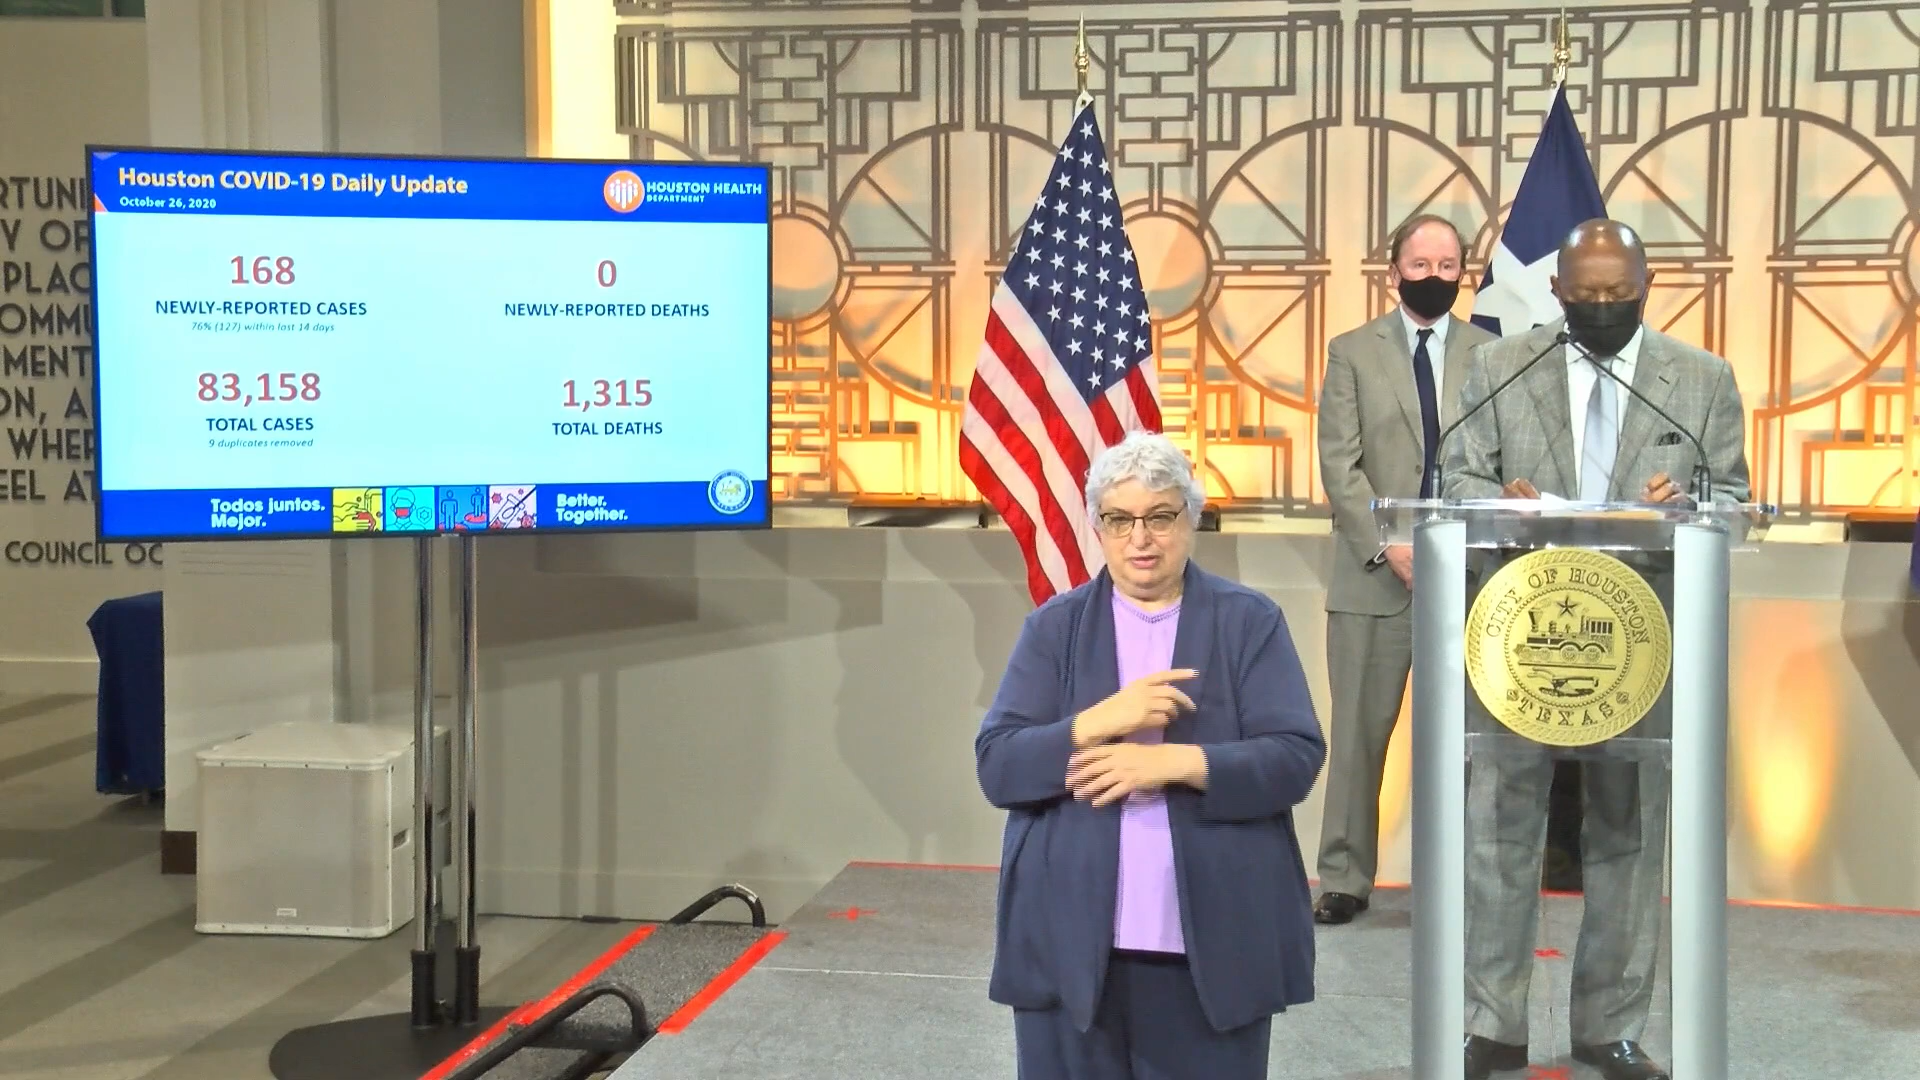 Houston COVID-19 Daily Update
October 26, 2020
HOUSTON HEALTH
DEPARTMENT
168
NEWLY-REPORTED CASES
76% (127) within last 14 days
0
NEWLY-REPORTED DEATHS
83,158
TOTAL CASES
9 duplicates removed
1,315
TOTAL DEATHS
Todos juntos.
Mejor.
Better.
Together.
RTUNI
Y OF
PLAC
OMMU
MENT
ON, A
WHER
EEL AT
COUNCIL OC
CITY OF HOUSTON
TEXAS